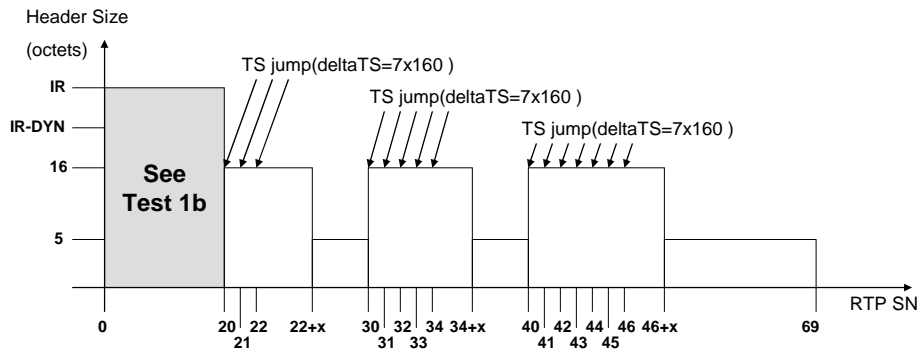 Header Size
(octets)
TS jump(deltaTS=7x160 )
TS jump(deltaTS=7x160 )
TS jump(deltaTS=7x160 )
IR
IR-DYN
16
5
See
Test 1b
RTP SN
0 20 22 22+x 30 32 34 34+x 40 42 44 46 46+x 69
21 31 33 41 43 45